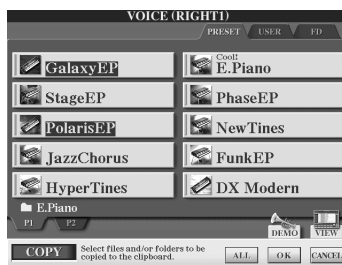 VOICE (RIGHT1)
PRESET USER FD
GalaxyEP
Cool! E.Piano
StageEP
PhaseEP
PolarisEP
NewTines
JazzChorus
FunkEP
HyperTines
DX Modern
E.Piano
P1 P2
DEMO VIEW
COPY
Select files and/or folders to be
copied to the clipboard.
ALL OK CANCEL